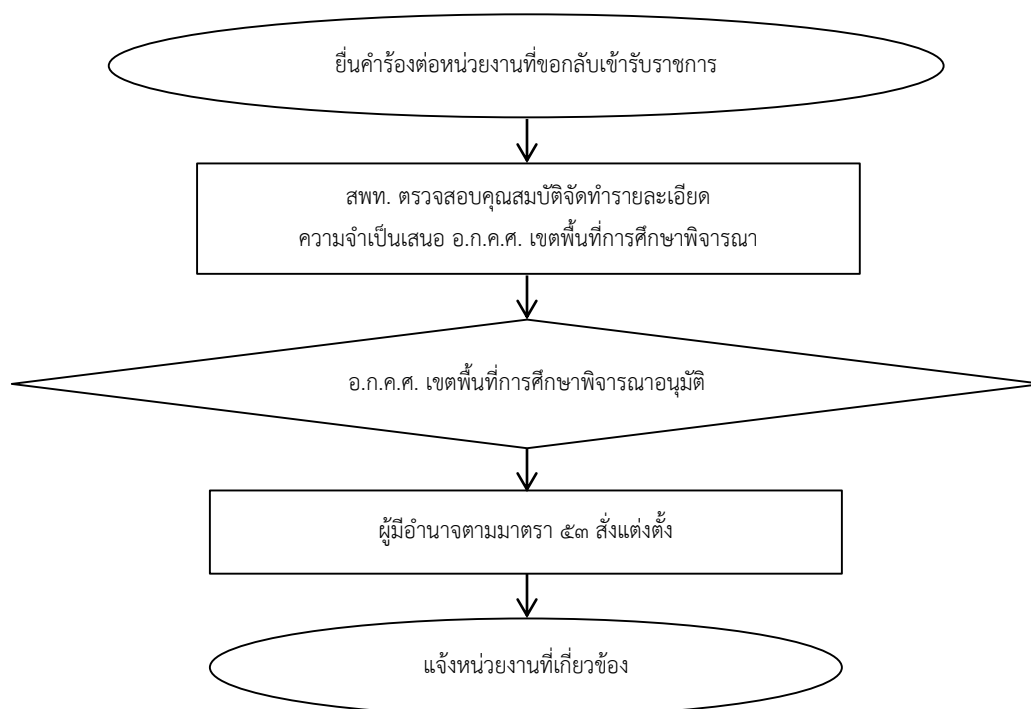 ยื่นคำร้องต่อหน่วยงานที่ขอกลับเข้ารับราชการ
สพท. ตรวจสอบคุณสมบัติจัดทำรายละเอียด
ความจำเป็นเสนอ อ.ก.ค.ศ. เขตพื้นที่การศึกษาพิจารณา
อ.ก.ค.ศ. เขตพื้นที่การศึกษาพิจารณาอนุมัติ
ผู้มีอำนาจตามมาตรา ๕๓ สั่งแต่งตั้ง
แจ้งหน่วยงานที่เกี่ยวข้อง